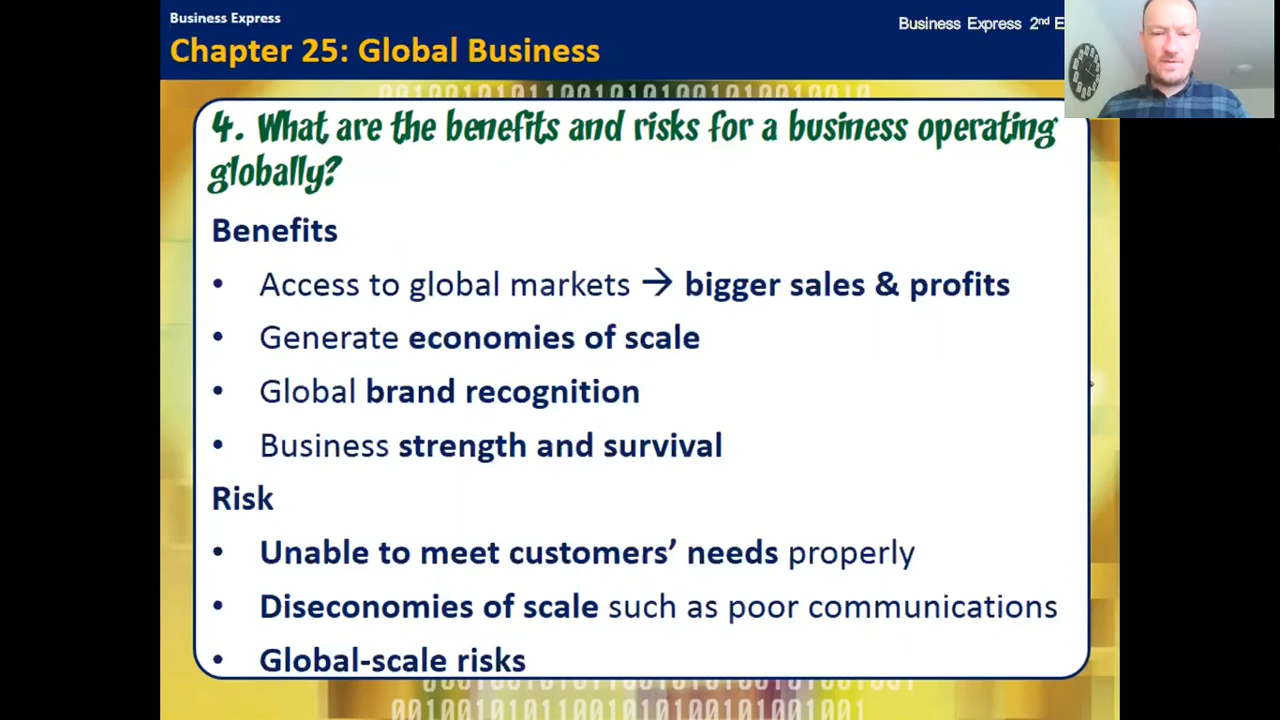 Business Express
Business Express 2nd E
Chapter 25: Global Business
4. What are the benefits and risks for a business operating
globally?
Benefits
• Access to global markets → bigger sales & profits
• Generate economies of scale
• Global brand recognition
• Business strength and survival
Risk
• Unable to meet customers’ needs properly
• Diseconomies of scale such as poor communications
• Global-scale risks